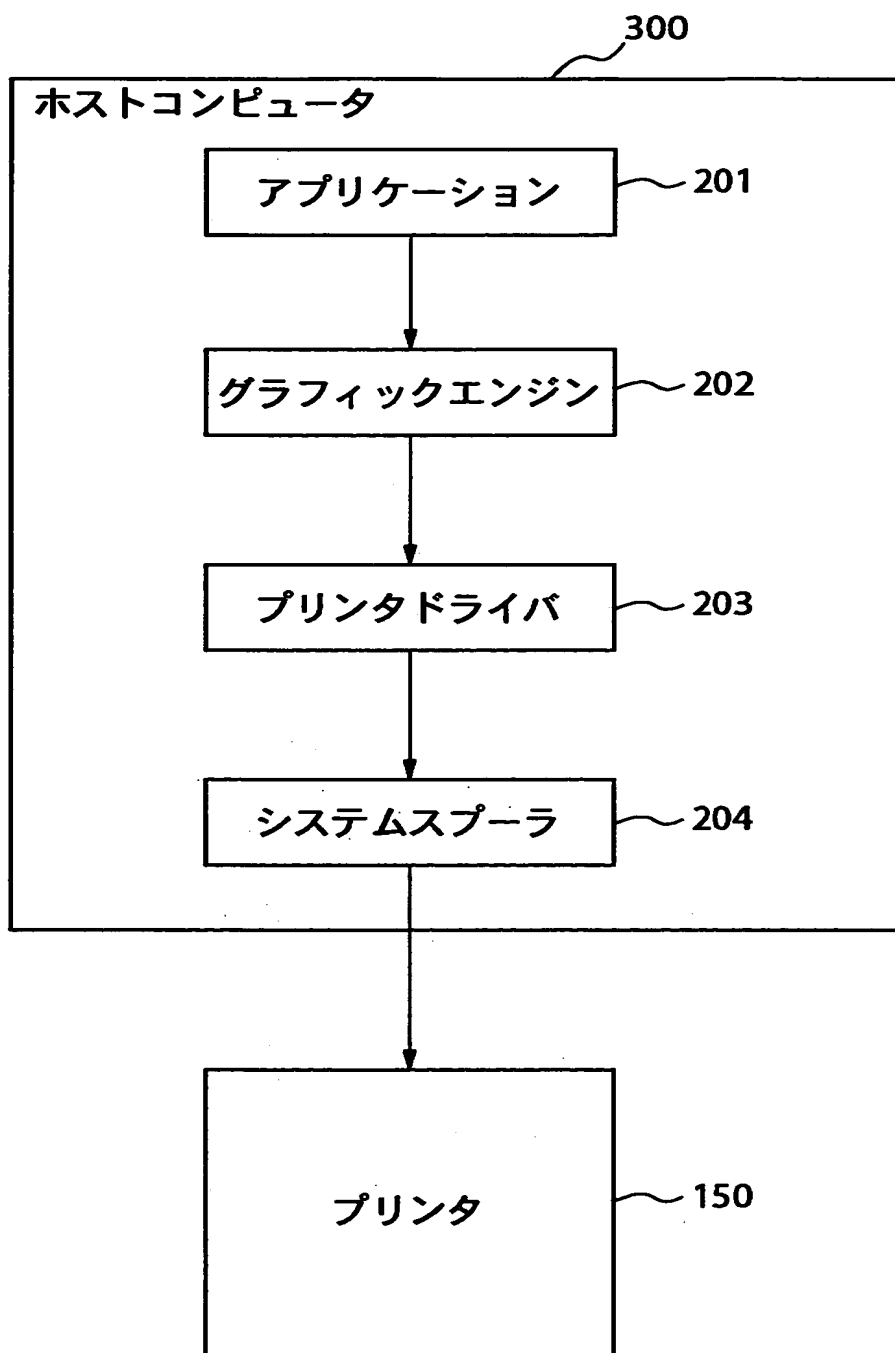 300
ホストコンピュータ
アプリケーション 201
グラフィックエンジン 202
プリンタドライバ 203
システムスプーラ 204
プリンタ 150